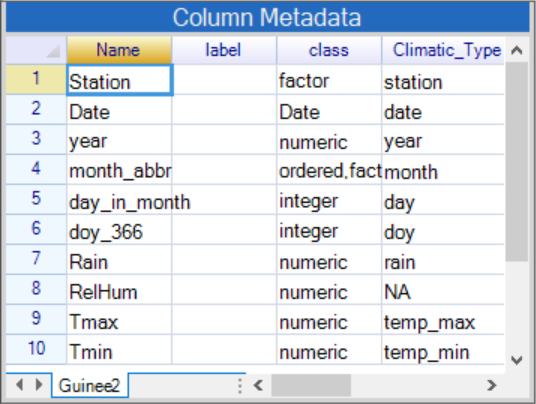 Column Metadata
Name label class Climatic_Type
1 Station factor station
2 Date Date date
3 year numeric year
4 month_abbr ordered,fact month
5 day_in_month integer day
6 doy_366 integer doy
7 Rain numeric rain
8 RelHum numeric NA
9 Tmax numeric temp_max
10 Tmin numeric temp_min
Guinee2